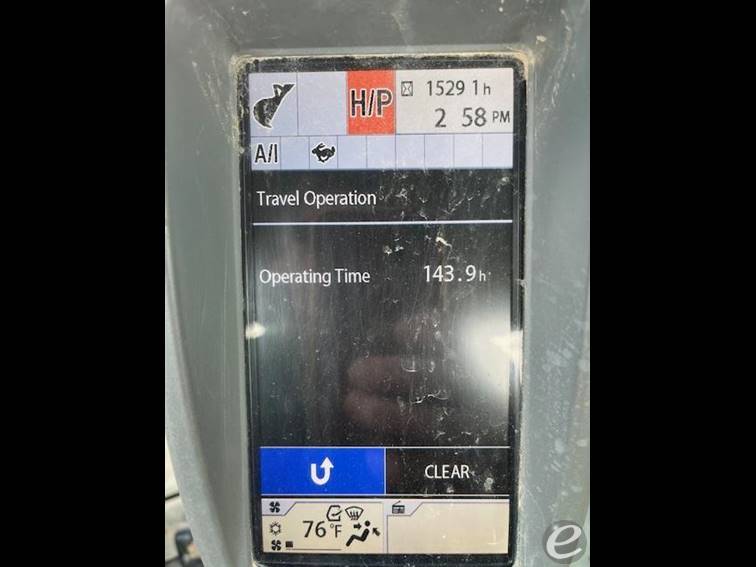 H/P
1529 1h
2 58 PM
A/I
Travel Operation
Operating Time 143.9h
CLEAR
76°F
e